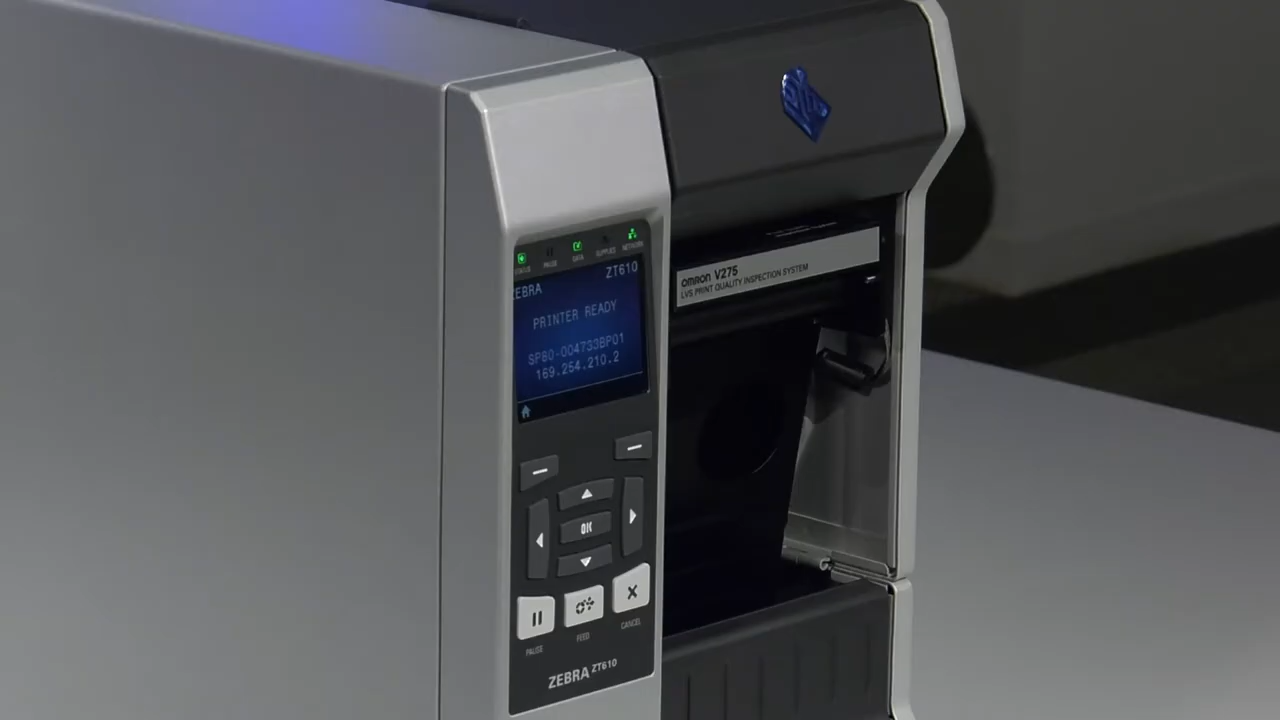 STATUS PAUSE DATA SUPPLIES NETWORK
ZEBRA ZT610
PRINTER READY
SP80-004733BP01
169.254.210.2
OMRON V275
LVS PRINT QUALITY INSPECTION SYSTEM
OK
PAUSE FEED CANCEL
ZEBRA ZT610